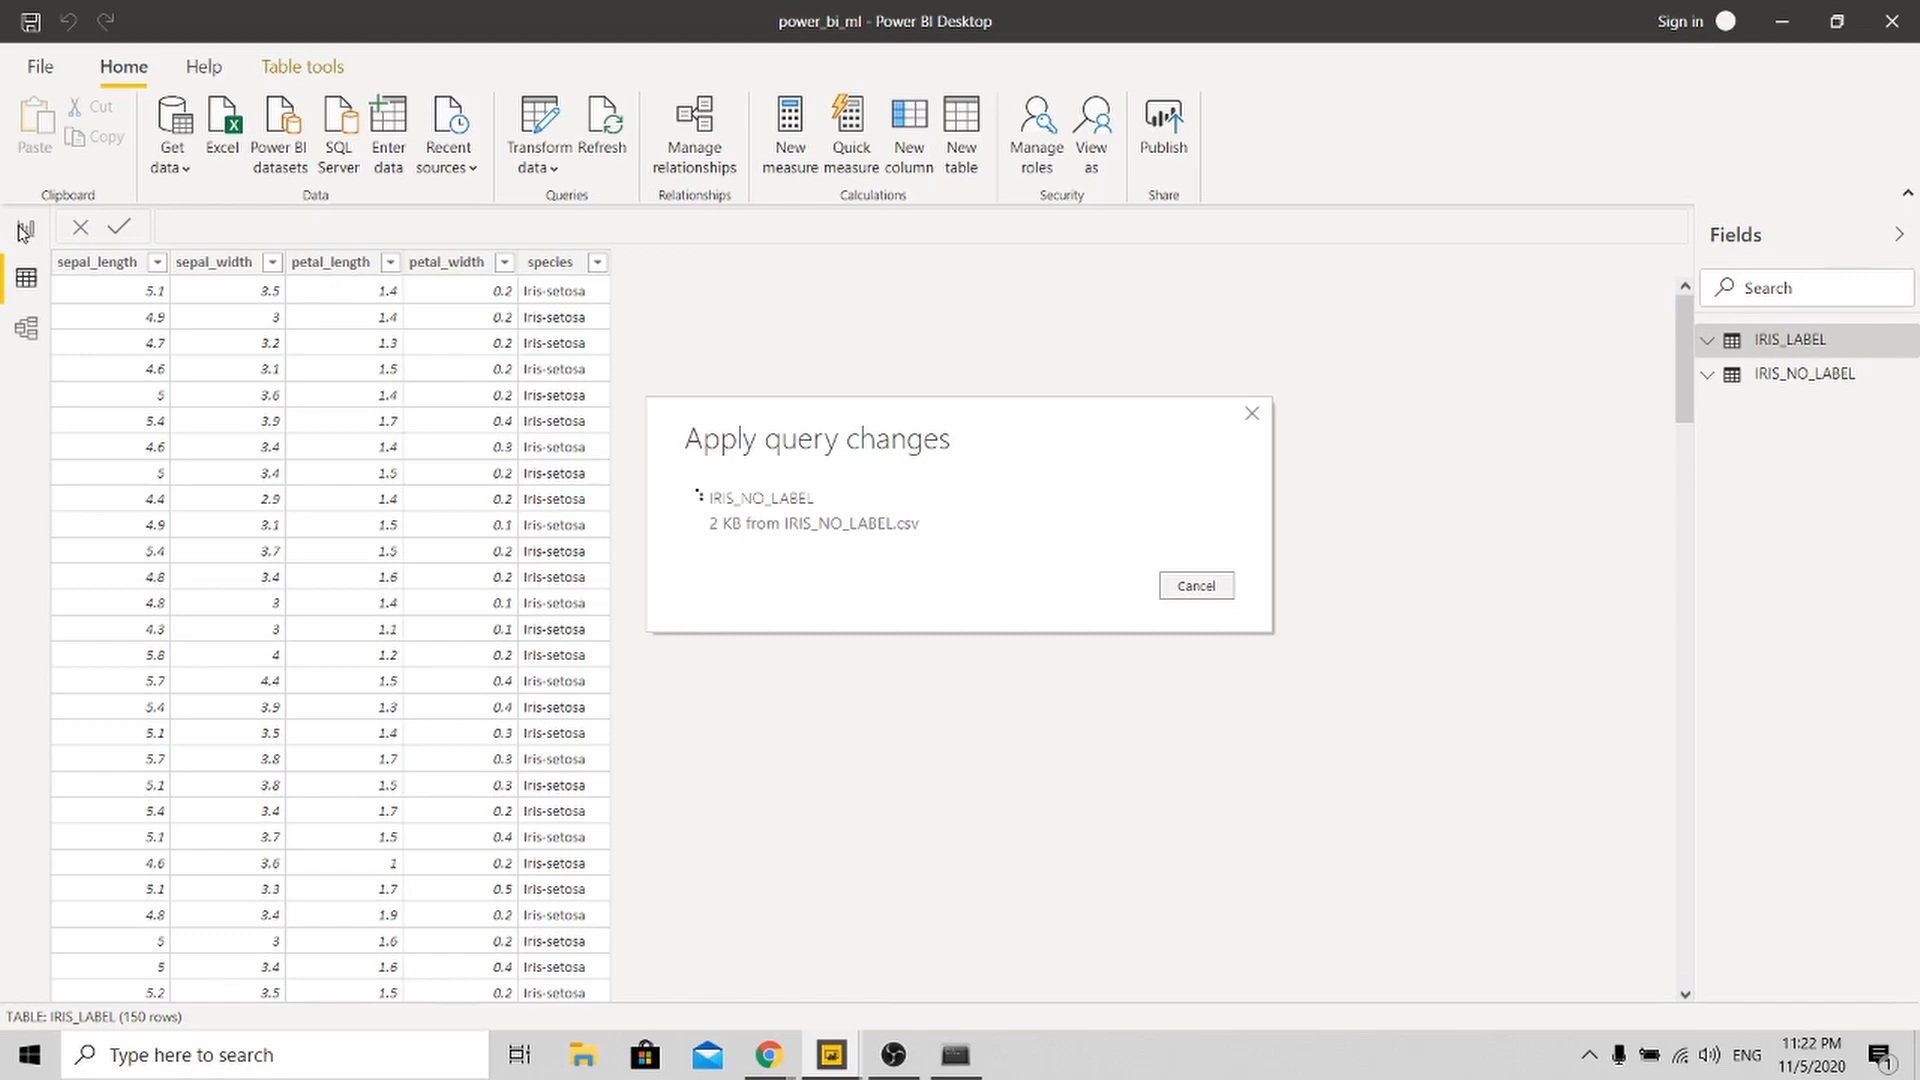 power_bi_ml - Power BI Desktop
Sign in
File Home Help Table tools
Paste
Cut
Copy
Get data
Excel
Power BI datasets
SQL Server
Enter data
Recent sources
Transform data
Refresh
Manage relationships
New measure
Quick measure
New column
New table
Manage roles
View as
Publish
Clipboard Data Queries Relationships Calculations Security Share
Fields
Search
IRIS_LABEL
IRIS_NO_LABEL
sepal_length sepal_width petal_length petal_width species
5.1 3.5 1.4 0.2 Iris-setosa
4.9 3 1.4 0.2 Iris-setosa
4.7 3.2 1.3 0.2 Iris-setosa
4.6 3.1 1.5 0.2 Iris-setosa
5 3.6 1.4 0.2 Iris-setosa
5.4 3.9 1.7 0.4 Iris-setosa
4.6 3.4 1.4 0.3 Iris-setosa
5 3.4 1.5 0.2 Iris-setosa
4.4 2.9 1.4 0.2 Iris-setosa
4.9 3.1 1.5 0.1 Iris-setosa
5.4 3.7 1.5 0.2 Iris-setosa
4.8 3.4 1.6 0.2 Iris-setosa
4.8 3 1.4 0.1 Iris-setosa
4.3 3 1.1 0.1 Iris-setosa
5.8 4 1.2 0.2 Iris-setosa
5.7 4.4 1.5 0.4 Iris-setosa
5.4 3.9 1.3 0.4 Iris-setosa
5.1 3.5 1.4 0.3 Iris-setosa
5.7 3.8 1.7 0.3 Iris-setosa
5.1 3.8 1.5 0.3 Iris-setosa
5.4 3.4 1.7 0.2 Iris-setosa
5.1 3.7 1.5 0.4 Iris-setosa
4.6 3.6 1 0.2 Iris-setosa
5.1 3.3 1.7 0.5 Iris-setosa
4.8 3.4 1.9 0.2 Iris-setosa
5 3 1.6 0.2 Iris-setosa
5 3.4 1.6 0.4 Iris-setosa
5.2 3.5 1.5 0.2 Iris-setosa
Apply query changes
IRIS_NO_LABEL
2 KB from IRIS_NO_LABEL.csv
Cancel
TABLE: IRIS_LABEL (150 rows)
Type here to search
ENG
11:22 PM
11/5/2020
1